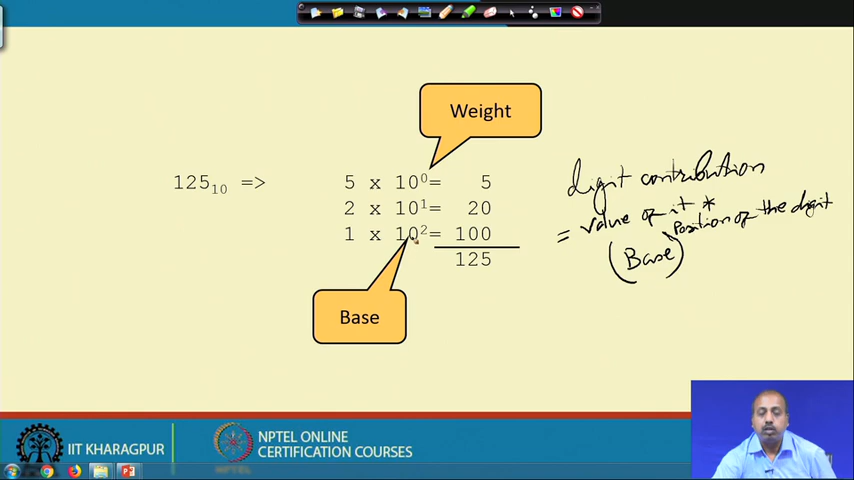 Weight
125₁₀ => 5 x 10⁰= 5
2 x 10¹= 20
1 x 10²= 100
125
Base
digit contribution
= value of it *
(Base) Position of the digit
IIT KHARAGPUR
NPTEL ONLINE
CERTIFICATION COURSES
NPTEL